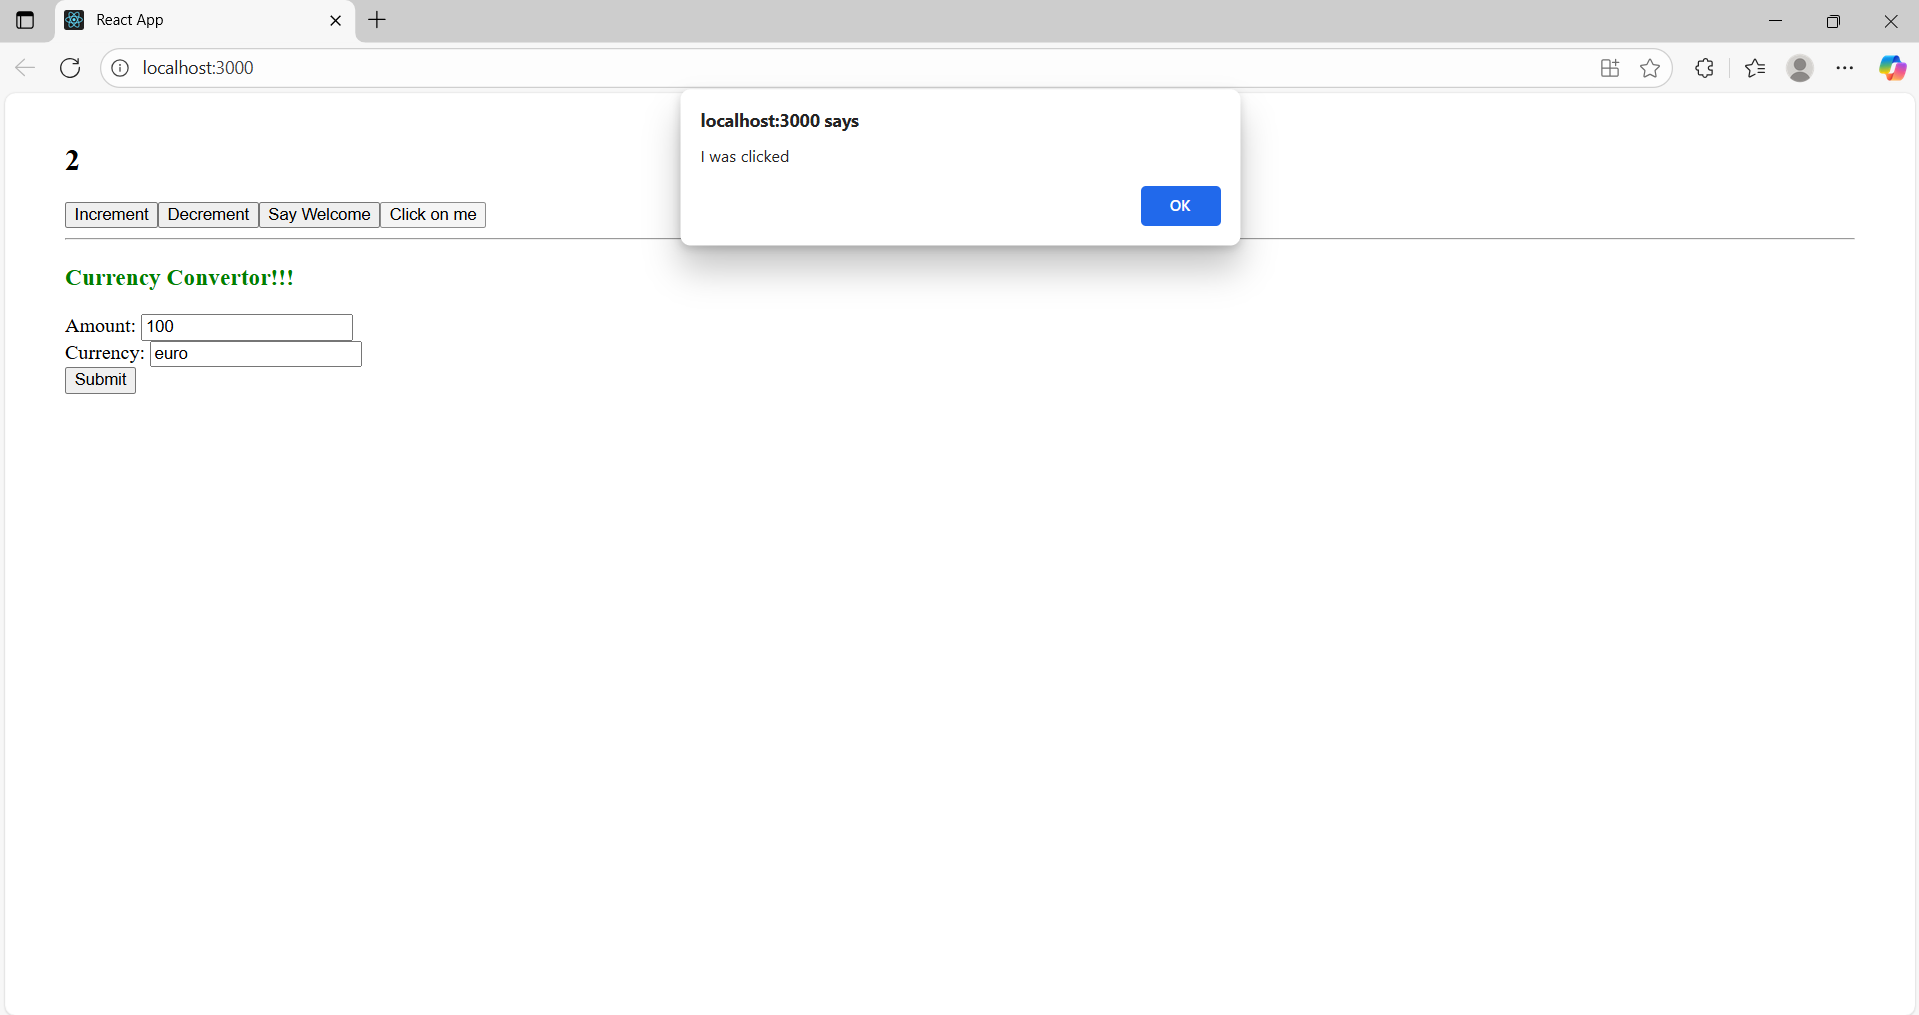 React App
localhost:3000
localhost:3000 says
I was clicked
OK
2
Increment Decrement Say Welcome Click on me
Currency Convertor!!!
Amount: 100
Currency: euro
Submit